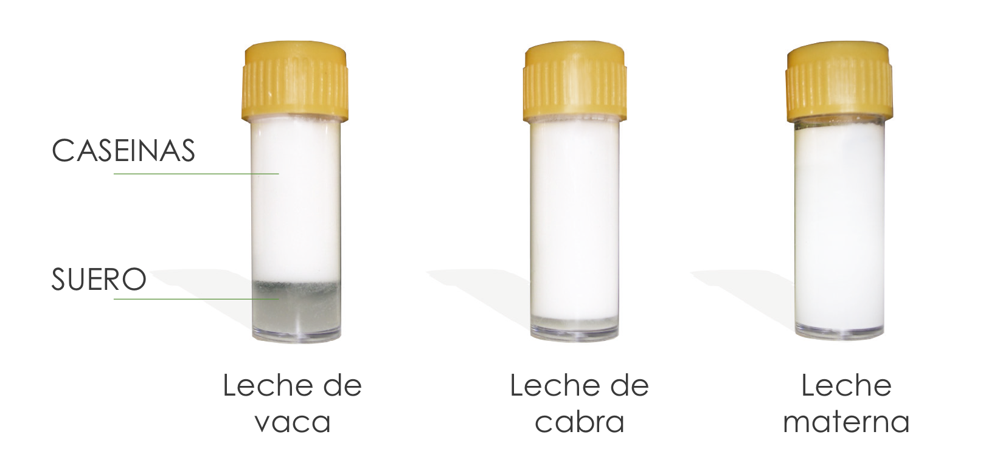 CASEINAS
SUERO
Leche de
vaca
Leche de
cabra
Leche
materna